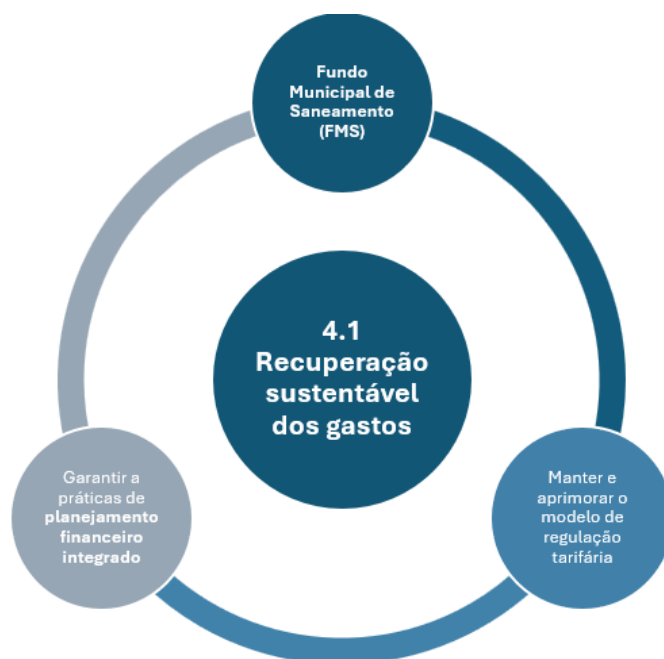 Fundo
Municipal de
Saneamento
(FMS)
4.1
Recuperação
sustentável
dos gastos
Garantir a
práticas de
planejamento
financeiro
integrado
Manter e
aprimorar o
modelo de
regulação
tarifária